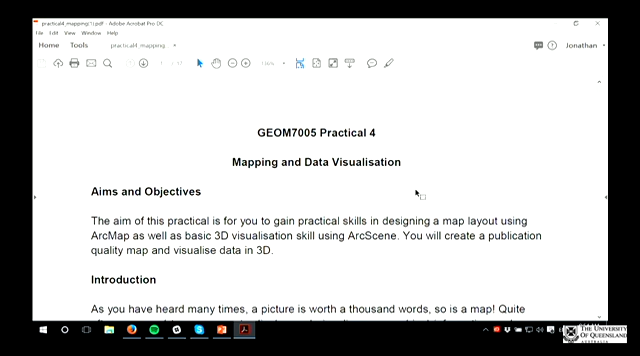 practical4_mapping(1).pdf - Adobe Acrobat Pro DC
File Edit View Window Help
Home Tools practical4_mapping Jonathan
GEOM7005 Practical 4
Mapping and Data Visualisation
Aims and Objectives
The aim of this practical is for you to gain practical skills in designing a map layout using
ArcMap as well as basic 3D visualisation skill using ArcScene. You will create a publication
quality map and visualise data in 3D.
Introduction
As you have heard many times, a picture is worth a thousand words, so is a map! Quite
THE UNIVERSITY
OF QUEENSLAND
AUSTRALIA